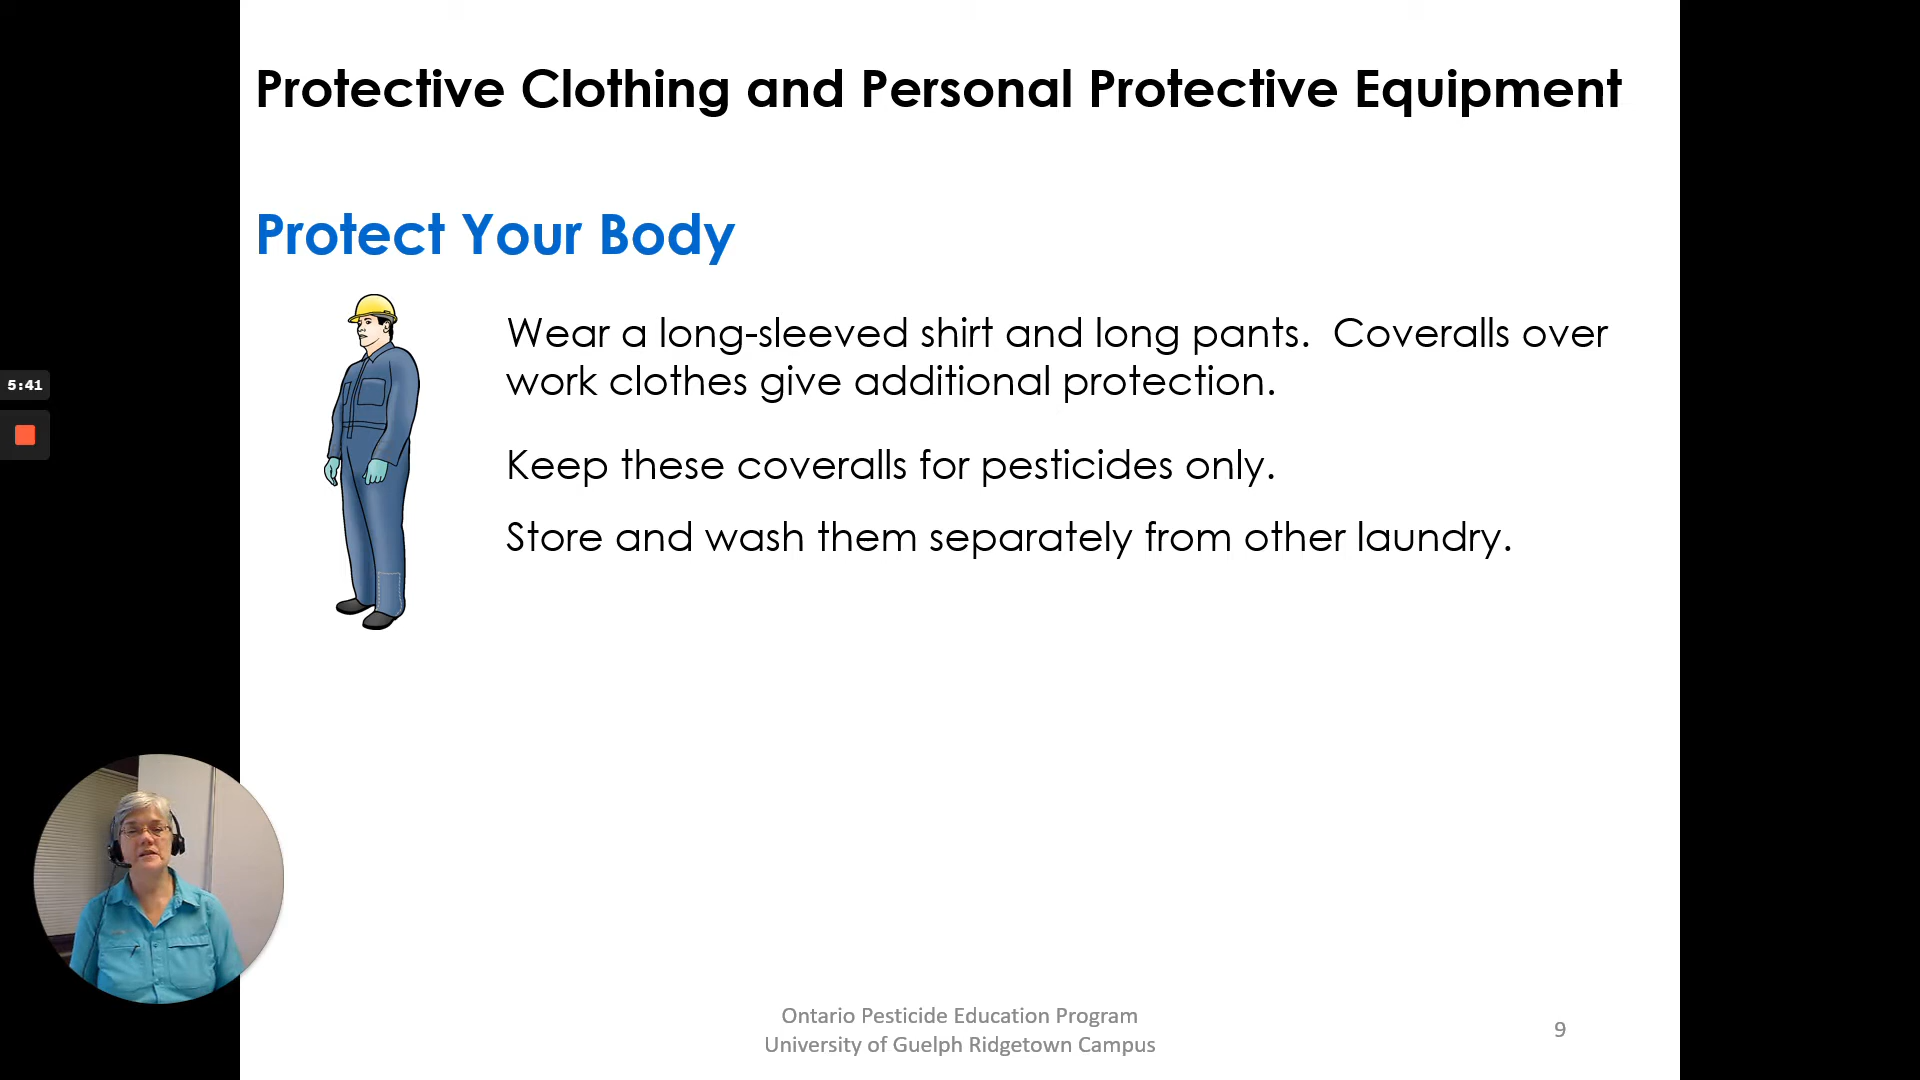 Protective Clothing and Personal Protective Equipment
Protect Your Body
Wear a long-sleeved shirt and long pants.  Coveralls over
work clothes give additional protection.
Keep these coveralls for pesticides only.
Store and wash them separately from other laundry.
5:41
Ontario Pesticide Education Program
University of Guelph Ridgetown Campus
9